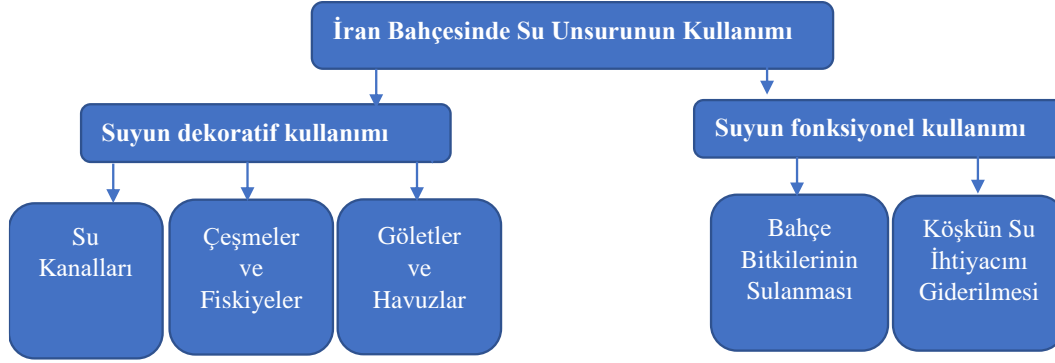 İran Bahçesinde Su Unsurunun Kullanımı
Suyun dekoratif kullanımı
Suyun fonksiyonel kullanımı
Su
Kanalları
Çeşmeler
ve
Fiskiyeler
Göletler
ve
Havuzlar
Bahçe
Bitkilerinin
Sulanması
Köşkün Su
İhtiyacını
Giderilmesi